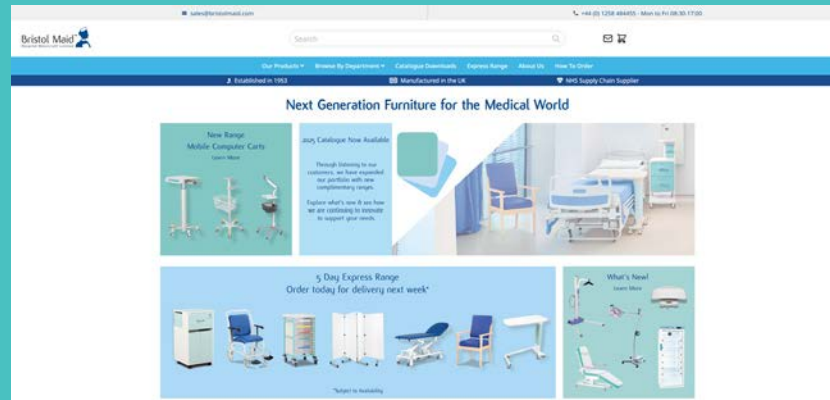 sales@bristolmaid.com
+44 (0) 1258 484455 - Mon to Fri 08:30-17:00
Bristol Maid
Search
Our Products
Browse By Department
Catalogue Downloads
Express Range
About Us
How To Order
Established in 1953
Manufactured in the UK
NHS Supply Chain Supplier
Next Generation Furniture for the Medical World
New Range
Mobile Computer Carts
Learn More
2025 Catalogue Now Available
Through listening to our
customers, we have expanded
our portfolio with new
complimentary ranges.
Explore what's new & see how
we are continuing to innovate
to support your needs.
5 Day Express Range
Order today for delivery next week*
*Subject to Availability
What's New!
Learn More